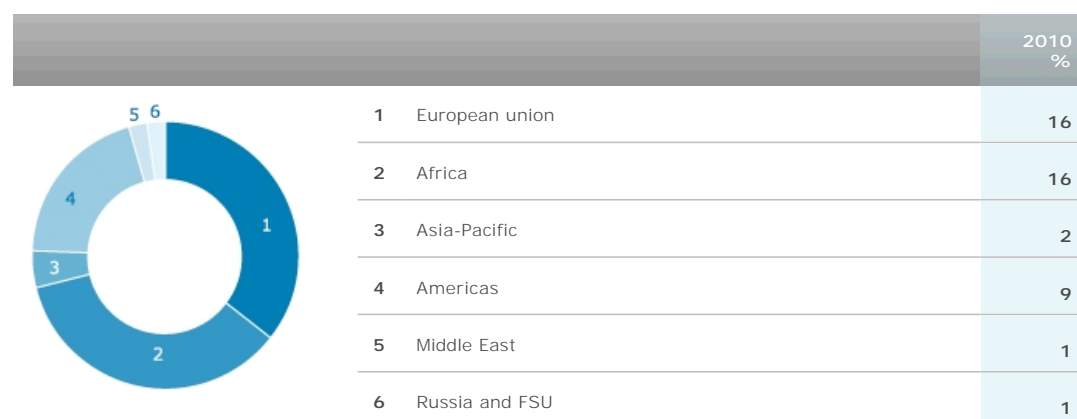 2010
%
5 6
1 European union 16
4
1
2 Africa 16
3 Asia-Pacific 2
3
4 Americas 9
2
5 Middle East 1
6 Russia and FSU 1